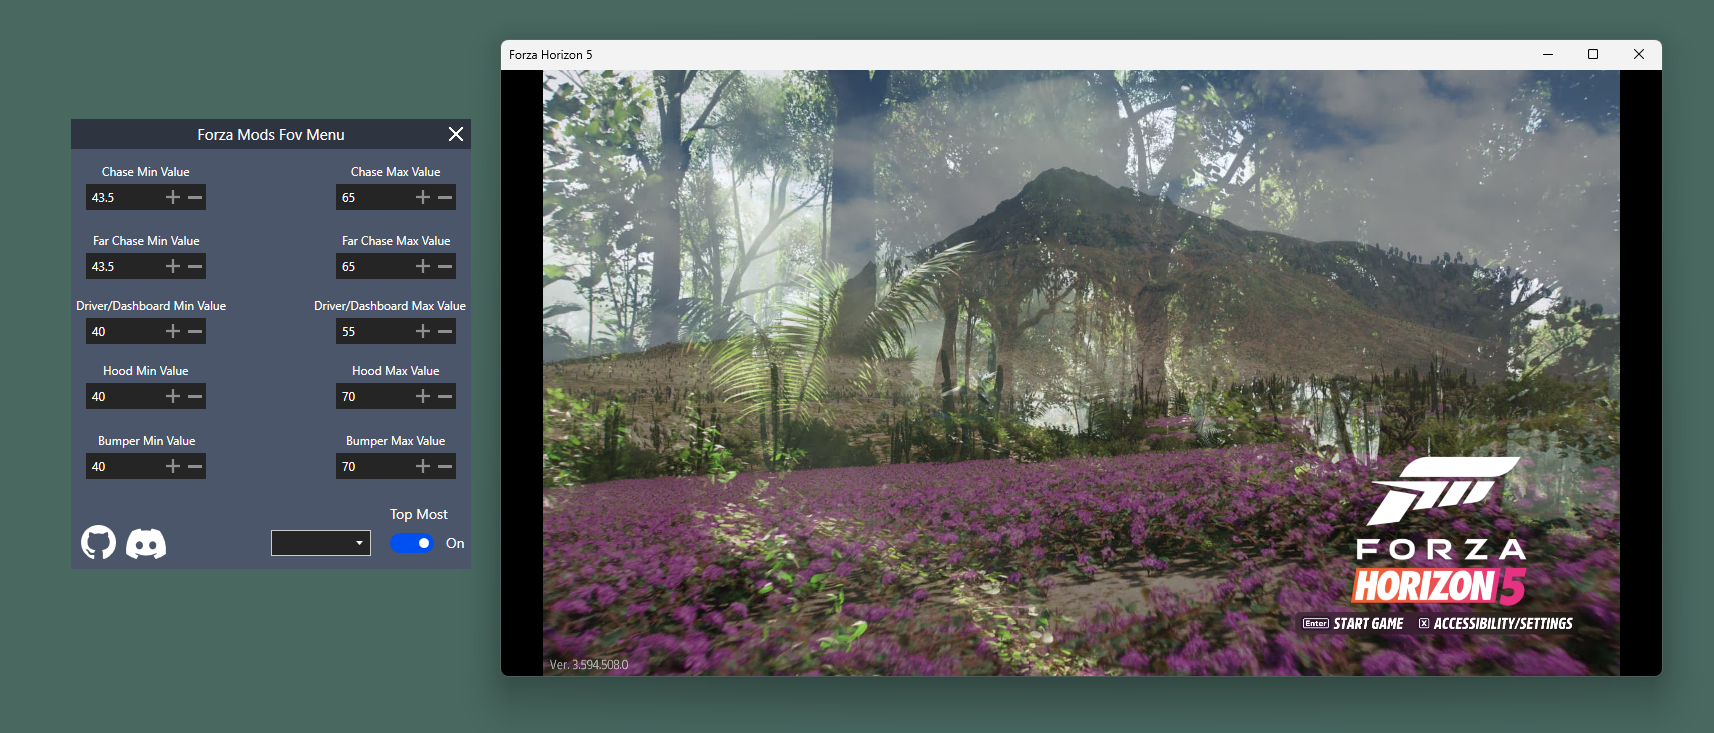 Forza Mods Fov Menu
Chase Min Value
Chase Max Value
43.5
65
Far Chase Min Value
Far Chase Max Value
43.5
65
Driver/Dashboard Min Value
Driver/Dashboard Max Value
40
55
Hood Min Value
Hood Max Value
40
70
Bumper Min Value
Bumper Max Value
40
70
Top Most
On
Forza Horizon 5
FORZA
HORIZON 5
Enter START GAME X ACCESSIBILITY/SETTINGS
Ver. 3.594.508.0